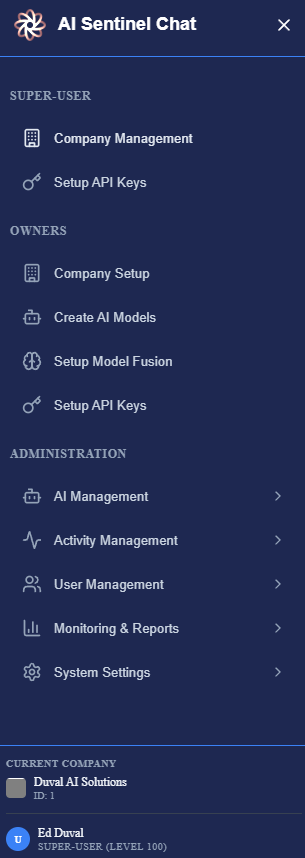 AI Sentinel Chat
SUPER-USER
Company Management
Setup API Keys
OWNERS
Company Setup
Create AI Models
Setup Model Fusion
Setup API Keys
ADMINISTRATION
AI Management
Activity Management
User Management
Monitoring & Reports
System Settings
CURRENT COMPANY
Duval AI Solutions
ID: 1
U
Ed Duval
SUPER-USER (LEVEL 100)